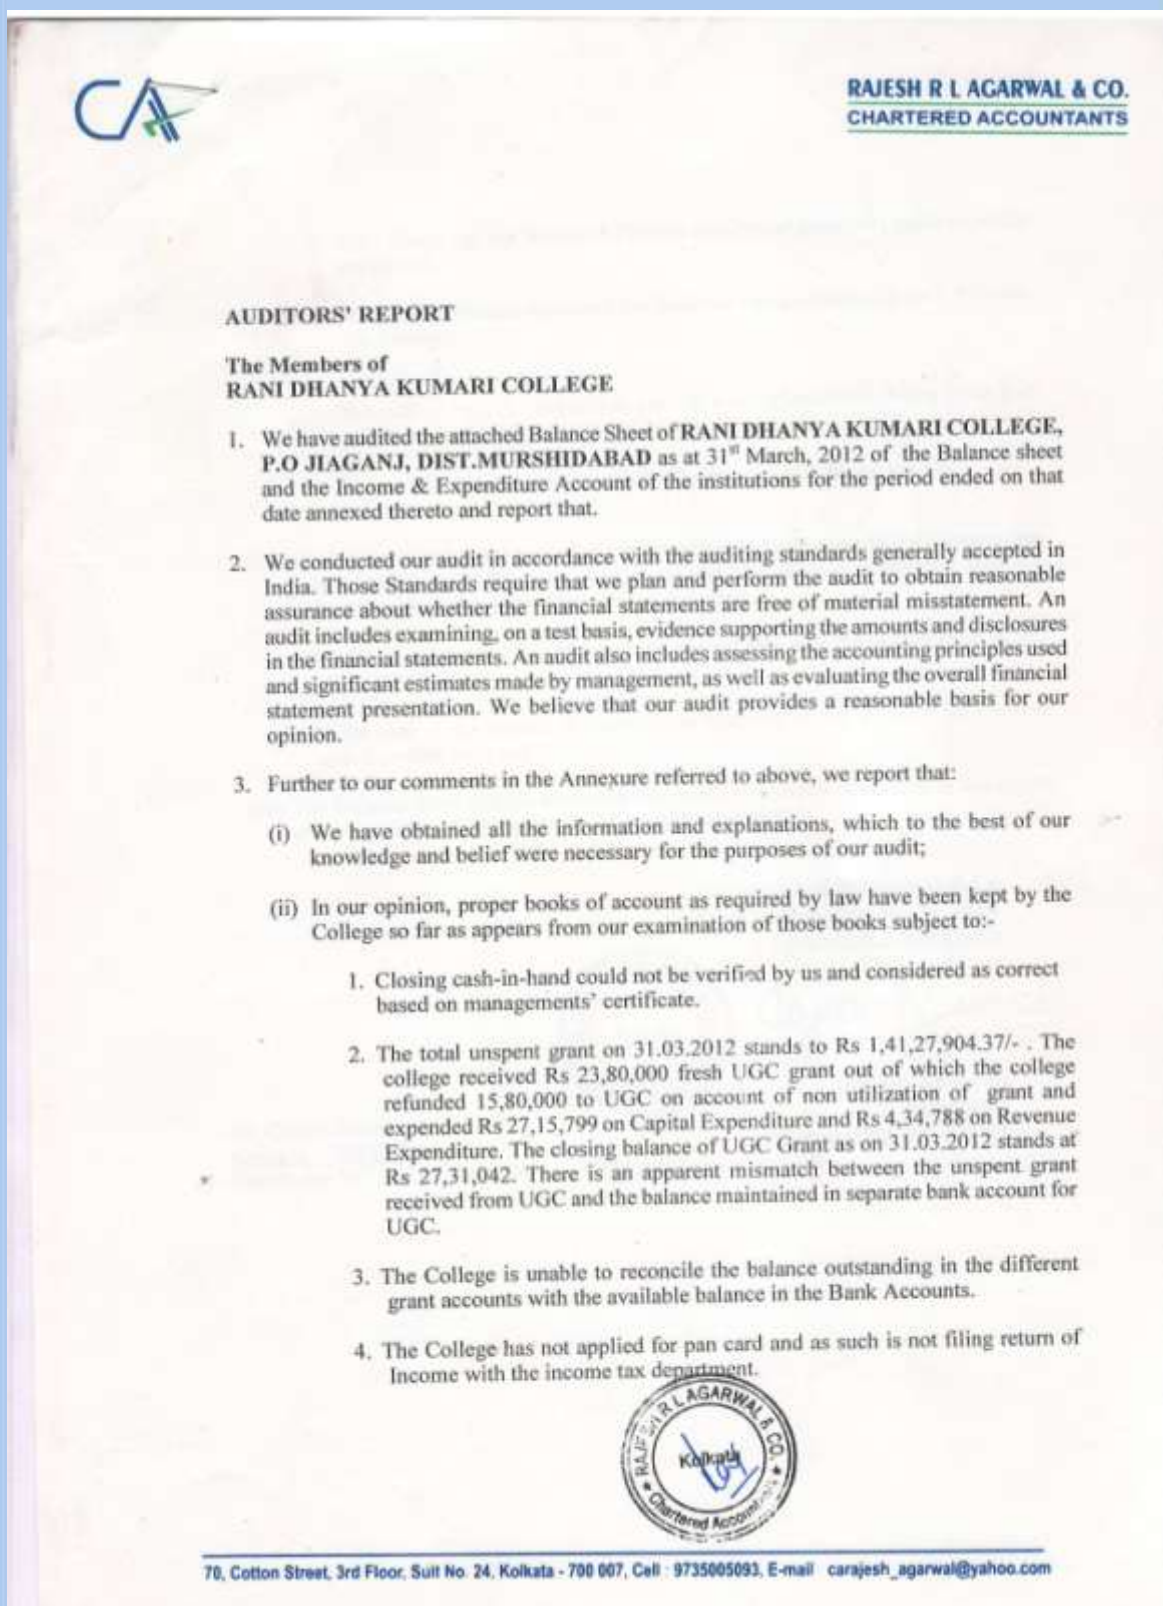 CA
RAJESH R L AGARWAL & CO.
CHARTERED ACCOUNTANTS
AUDITORS' REPORT
The Members of
RANI DHANYA KUMARI COLLEGE
1. We have audited the attached Balance Sheet of RANI DHANYA KUMARI COLLEGE,
P.O JIAGANJ, DIST.MURSHIDABAD as at 31st March, 2012 of the Balance sheet
and the Income & Expenditure Account of the institutions for the period ended on that
date annexed thereto and report that.
2. We conducted our audit in accordance with the auditing standards generally accepted in
India. Those Standards require that we plan and perform the audit to obtain reasonable
assurance about whether the financial statements are free of material misstatement. An
audit includes examining, on a test basis, evidence supporting the amounts and disclosures
in the financial statements. An audit also includes assessing the accounting principles used
and significant estimates made by management, as well as evaluating the overall financial
statement presentation. We believe that our audit provides a reasonable basis for our
opinion.
3. Further to our comments in the Annexure referred to above, we report that:
(i) We have obtained all the information and explanations, which to the best of our
knowledge and belief were necessary for the purposes of our audit;
(ii) In our opinion, proper books of account as required by law have been kept by the
College so far as appears from our examination of those books subject to:-
1. Closing cash-in-hand could not be verified by us and considered as correct
based on managements' certificate.
2. The total unspent grant on 31.03.2012 stands to Rs 1,41,27,904.37/- . The
college received Rs 23,80,000 fresh UGC grant out of which the college
refunded 15,80,000 to UGC on account of non utilization of grant and
expended Rs 27,15,799 on Capital Expenditure and Rs 4,34,788 on Revenue
Expenditure. The closing balance of UGC Grant as on 31.03.2012 stands at
Rs 27,31,042. There is an apparent mismatch between the unspent grant
received from UGC and the balance maintained in separate bank account for
UGC.
3. The College is unable to reconcile the balance outstanding in the different
grant accounts with the available balance in the Bank Accounts.
4. The College has not applied for pan card and as such is not filing return of
Income with the income tax department.
RAJESH R L AGARWAL & CO.
Kolkata
Chartered Accountants
70, Cotton Street, 3rd Floor, Suit No. 24, Kolkata - 700 007, Cell : 9735005093, E-mail carajesh_agarwal@yahoo.com